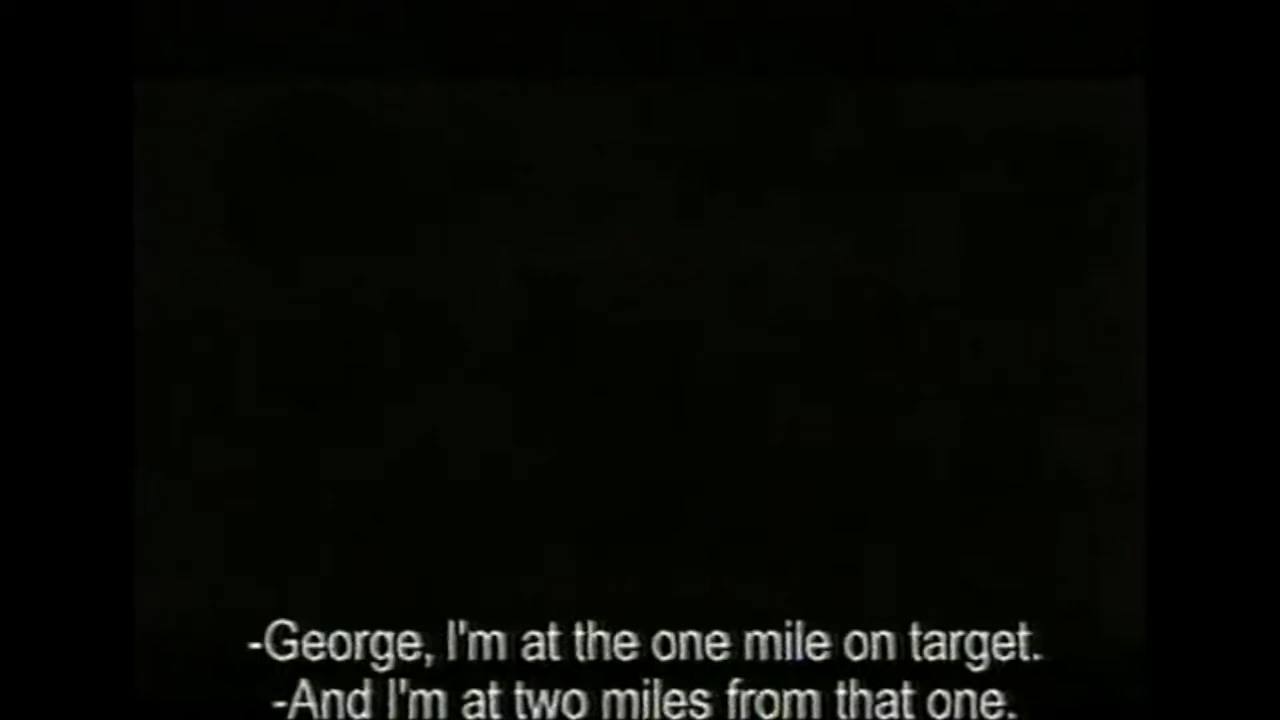 -George, I'm at the one mile on target.
-And I'm at two miles from that one.